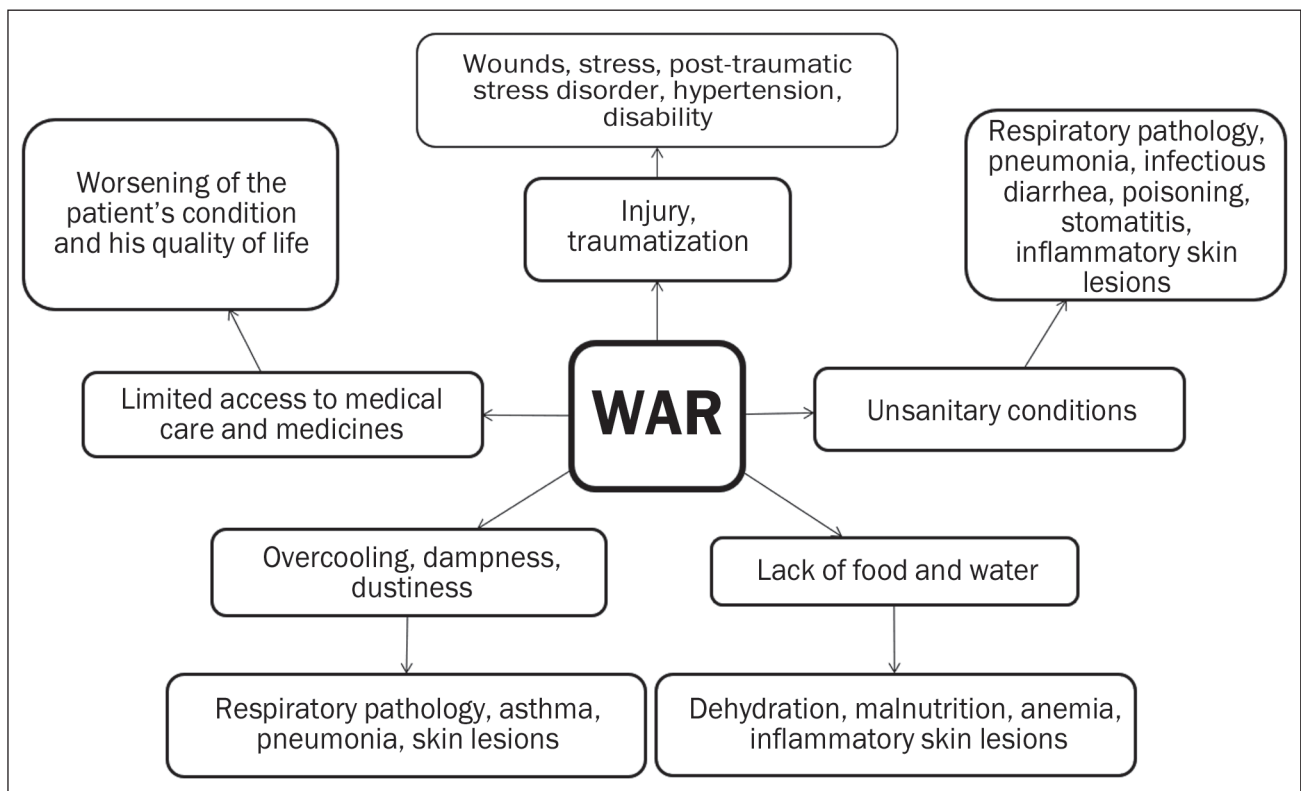 Wounds, stress, post-traumatic
stress disorder, hypertension,
disability
Worsening of the
patient’s condition
and his quality of life
Injury,
traumatization
Respiratory pathology,
pneumonia, infectious
diarrhea, poisoning,
stomatitis,
inflammatory skin
lesions
Limited access to medical
care and medicines
WAR
Unsanitary conditions
Overcooling, dampness,
dustiness
Lack of food and water
Respiratory pathology, asthma,
pneumonia, skin lesions
Dehydration, malnutrition, anemia,
inflammatory skin lesions